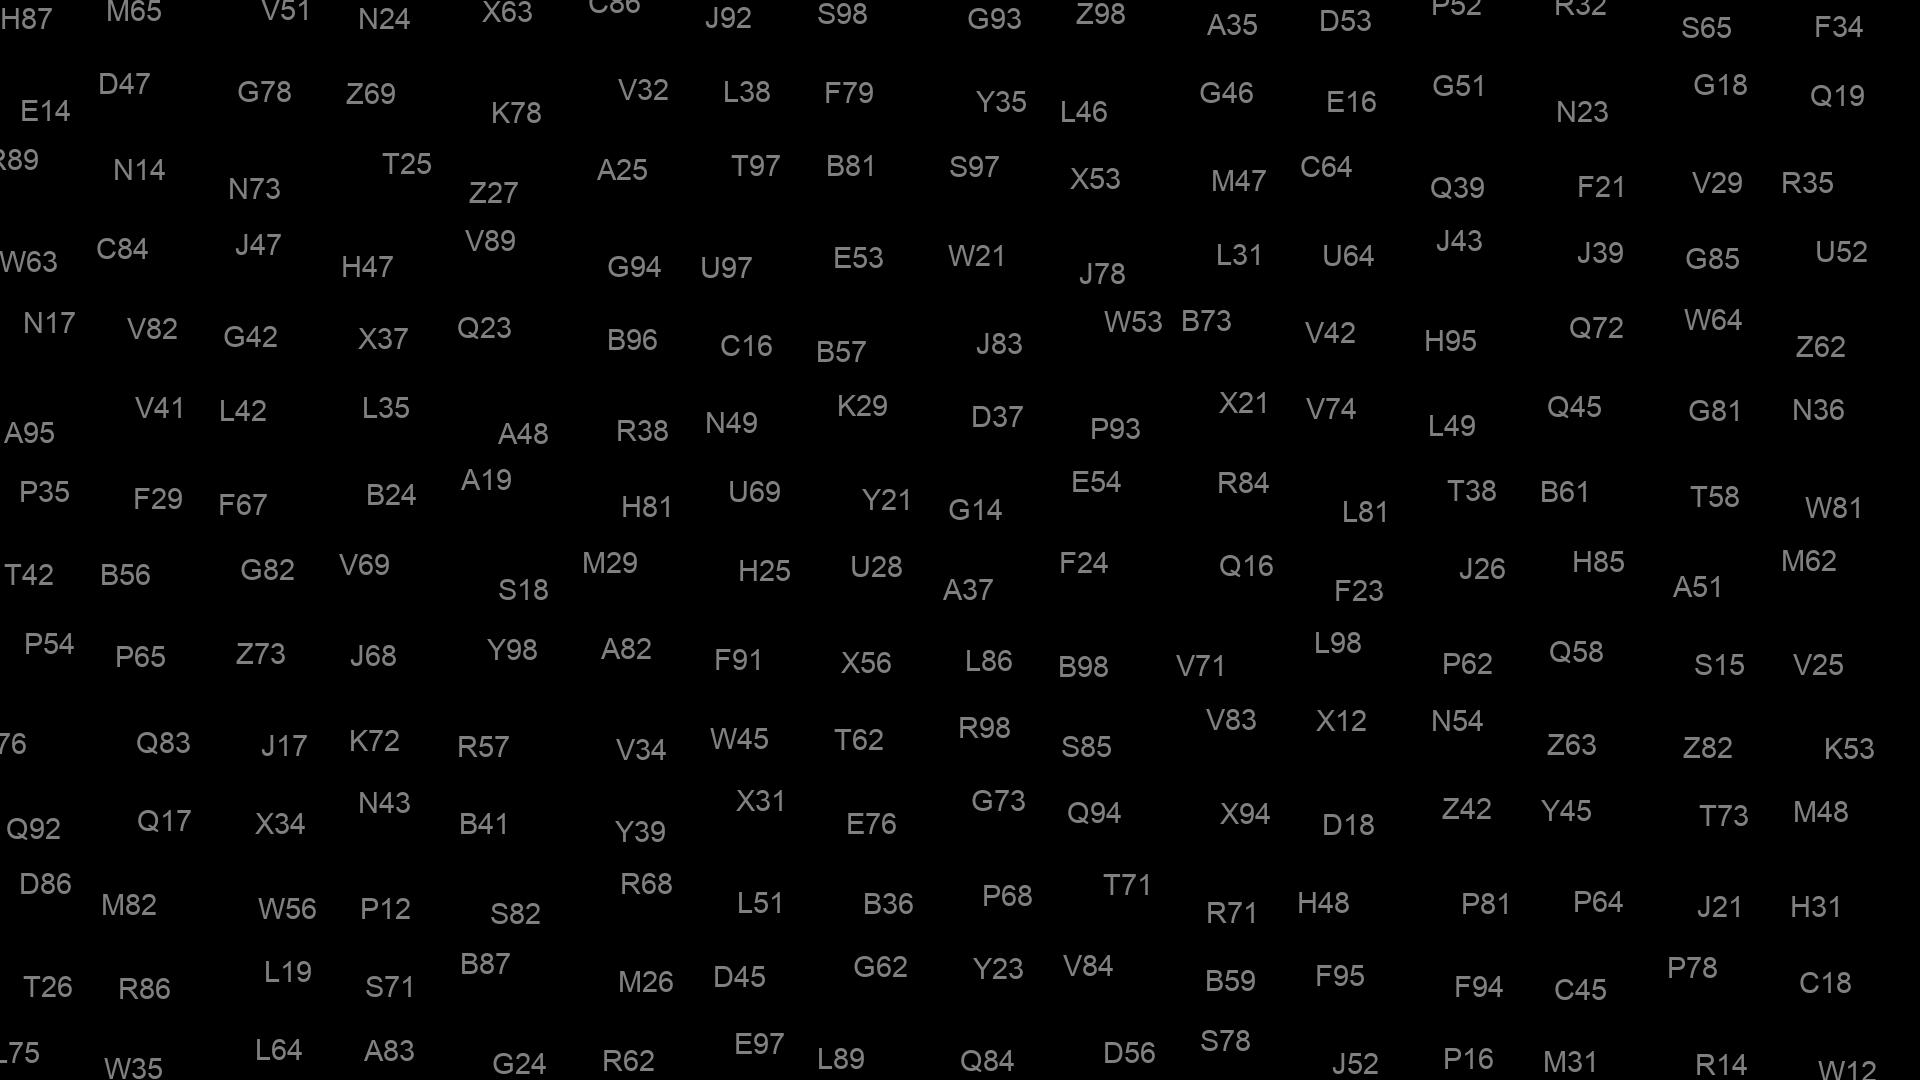 H87 M65 V51 N24 X63 C86 J92 S98 G93 Z98 A35 D53 P52 R32 S65 F34
E14 D47 G78 Z69 K78 V32 L38 F79 Y35 L46 G46 E16 G51 N23 G18 Q19
R89 N14 N73 T25 Z27 A25 T97 B81 S97 X53 M47 C64 Q39 F21 V29 R35
W63 C84 J47 H47 V89 G94 U97 E53 W21 J78 L31 U64 J43 J39 G85 U52
N17 V82 G42 X37 Q23 B96 C16 B57 J83 W53 B73 V42 H95 Q72 W64 Z62
A95 V41 L42 L35 A48 R38 N49 K29 D37 P93 X21 V74 L49 Q45 G81 N36
P35 F29 F67 B24 A19 H81 U69 Y21 G14 E54 R84 L81 T38 B61 T58 W81
T42 B56 G82 V69 S18 M29 H25 U28 A37 F24 Q16 F23 J26 H85 A51 M62
P54 P65 Z73 J68 Y98 A82 F91 X56 L86 B98 V71 L98 P62 Q58 S15 V25
76 Q83 J17 K72 R57 V34 W45 T62 R98 S85 V83 X12 N54 Z63 Z82 K53
Q92 Q17 X34 N43 B41 Y39 X31 E76 G73 Q94 X94 D18 Z42 Y45 T73 M48
D86 M82 W56 P12 S82 R68 L51 B36 P68 T71 R71 H48 P81 P64 J21 H31
T26 R86 L19 S71 B87 M26 D45 G62 Y23 V84 B59 F95 F94 C45 P78 C18
L75 W35 L64 A83 G24 R62 E97 L89 Q84 D56 S78 J52 P16 M31 R14 W12